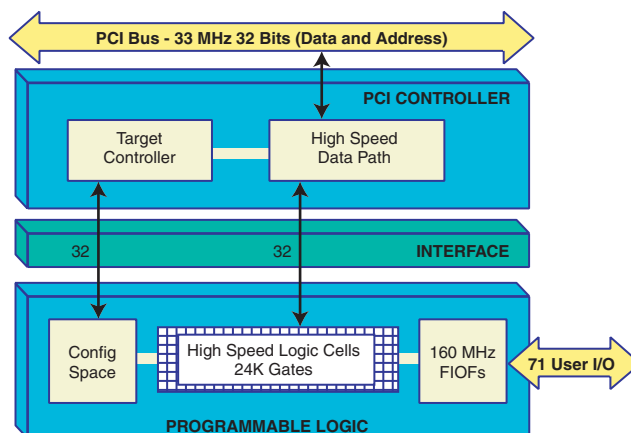 PCI Bus - 33 MHz 32 Bits (Data and Address)
PCI CONTROLLER
Target
Controller
High Speed
Data Path
32
32
INTERFACE
Config
Space
High Speed Logic Cells
24K Gates
160 MHz
FIOFs
71 User I/O
PROGRAMMABLE LOGIC